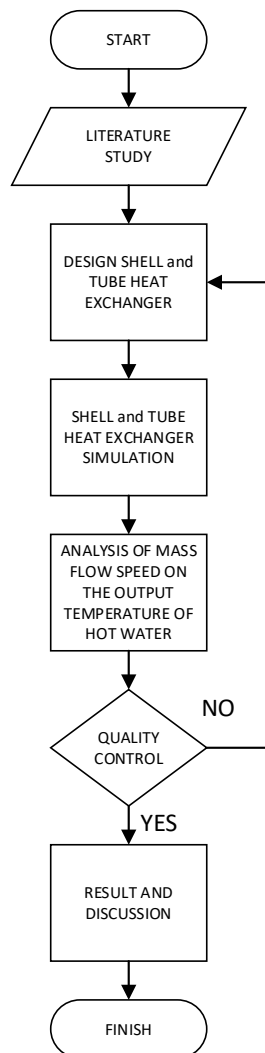 START
LITERATURE
STUDY
DESIGN SHELL and
TUBE HEAT
EXCHANGER
SHELL and TUBE
HEAT EXCHANGER
SIMULATION
ANALYSIS OF MASS
FLOW SPEED ON
THE OUTPUT
TEMPERATURE OF
HOT WATER
NO
QUALITY
CONTROL
YES
RESULT AND
DISCUSSION
FINISH